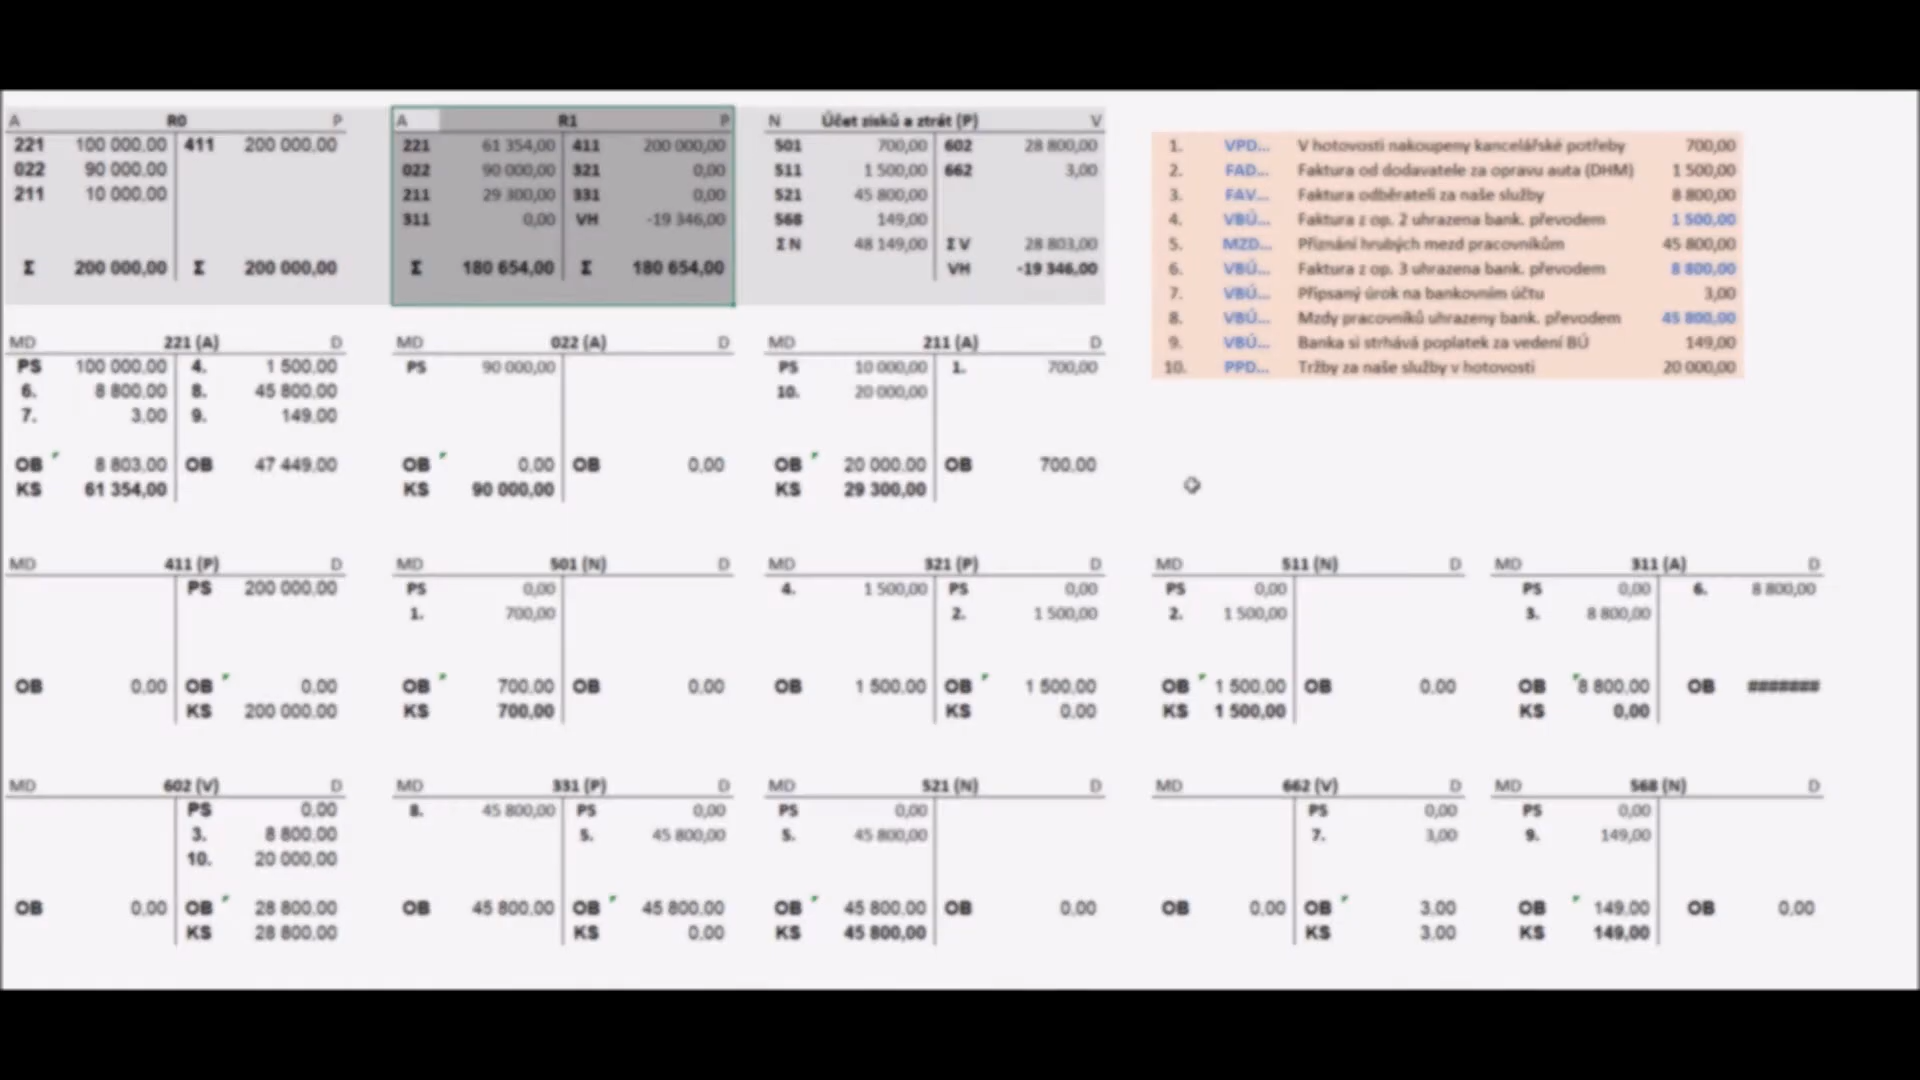 A R0 P
221 100 000,00 411 200 000,00
022 90 000,00
211 10 000,00
Σ 200 000,00 Σ 200 000,00
A R1 P
221 61 354,00 411 200 000,00
022 90 000,00 321 0,00
211 29 300,00 331 0,00
311 0,00 VH -19 346,00
Σ 180 654,00 Σ 180 654,00
N Účet zisků a ztrát (P) V
501 700,00 602 28 800,00
511 1 500,00 662 3,00
521 45 800,00
568 149,00
Σ N 48 149,00 Σ V 28 803,00
VH -19 346,00
1. VPD... V hotovosti nakoupeny kancelářské potřeby 700,00
2. FAD... Faktura od dodavatele za opravu auta (DHM) 1 500,00
3. FAV... Faktura odběrateli za naše služby 8 800,00
4. VBÚ... Faktura z op. 2 uhrazena bank. převodem 1 500,00
5. MZD... Přiznání hrubých mezd pracovníkům 45 800,00
6. VBÚ... Faktura z op. 3 uhrazena bank. převodem 8 800,00
7. VBÚ... Připsaný úrok na bankovním účtu 3,00
8. VBÚ... Mzdy pracovníků uhrazeny bank. převodem 45 800,00
9. VBÚ... Banka si strhává poplatek za vedení BÚ 149,00
10. PPD... Tržby za naše služby v hotovosti 20 000,00
MD 221 (A) D
PS 100 000,00 4. 1 500,00
6. 8 800,00 8. 45 800,00
7. 3,00 9. 149,00
OB 8 803,00 OB 47 449,00
KS 61 354,00
MD 022 (A) D
PS 90 000,00
OB 0,00 OB 0,00
KS 90 000,00
MD 211 (A) D
PS 10 000,00 1. 700,00
10. 20 000,00
OB 20 000,00 OB 700,00
KS 29 300,00
MD 411 (P) D
PS 200 000,00
OB 0,00 OB 0,00
KS 200 000,00
MD 501 (N) D
PS 0,00
1. 700,00
OB 700,00 OB 0,00
KS 700,00
MD 321 (P) D
4. 1 500,00 PS 0,00
2. 1 500,00
OB 1 500,00 OB 1 500,00
KS 0,00
MD 511 (N) D
PS 0,00
2. 1 500,00
OB 1 500,00 OB 0,00
KS 1 500,00
MD 311 (A) D
PS 0,00 6. 8 800,00
3. 8 800,00
OB 8 800,00 OB #######
KS 0,00
MD 602 (V) D
PS 0,00
3. 8 800,00
10. 20 000,00
OB 0,00 OB 28 800,00
KS 28 800,00
MD 331 (P) D
8. 45 800,00 PS 0,00
5. 45 800,00
OB 45 800,00 OB 45 800,00
KS 0,00
MD 521 (N) D
PS 0,00
5. 45 800,00
OB 45 800,00 OB 0,00
KS 45 800,00
MD 662 (V) D
PS 0,00
7. 3,00
OB 0,00 OB 3,00
KS 3,00
MD 568 (N) D
PS 0,00
9. 149,00
OB 149,00 OB 0,00
KS 149,00